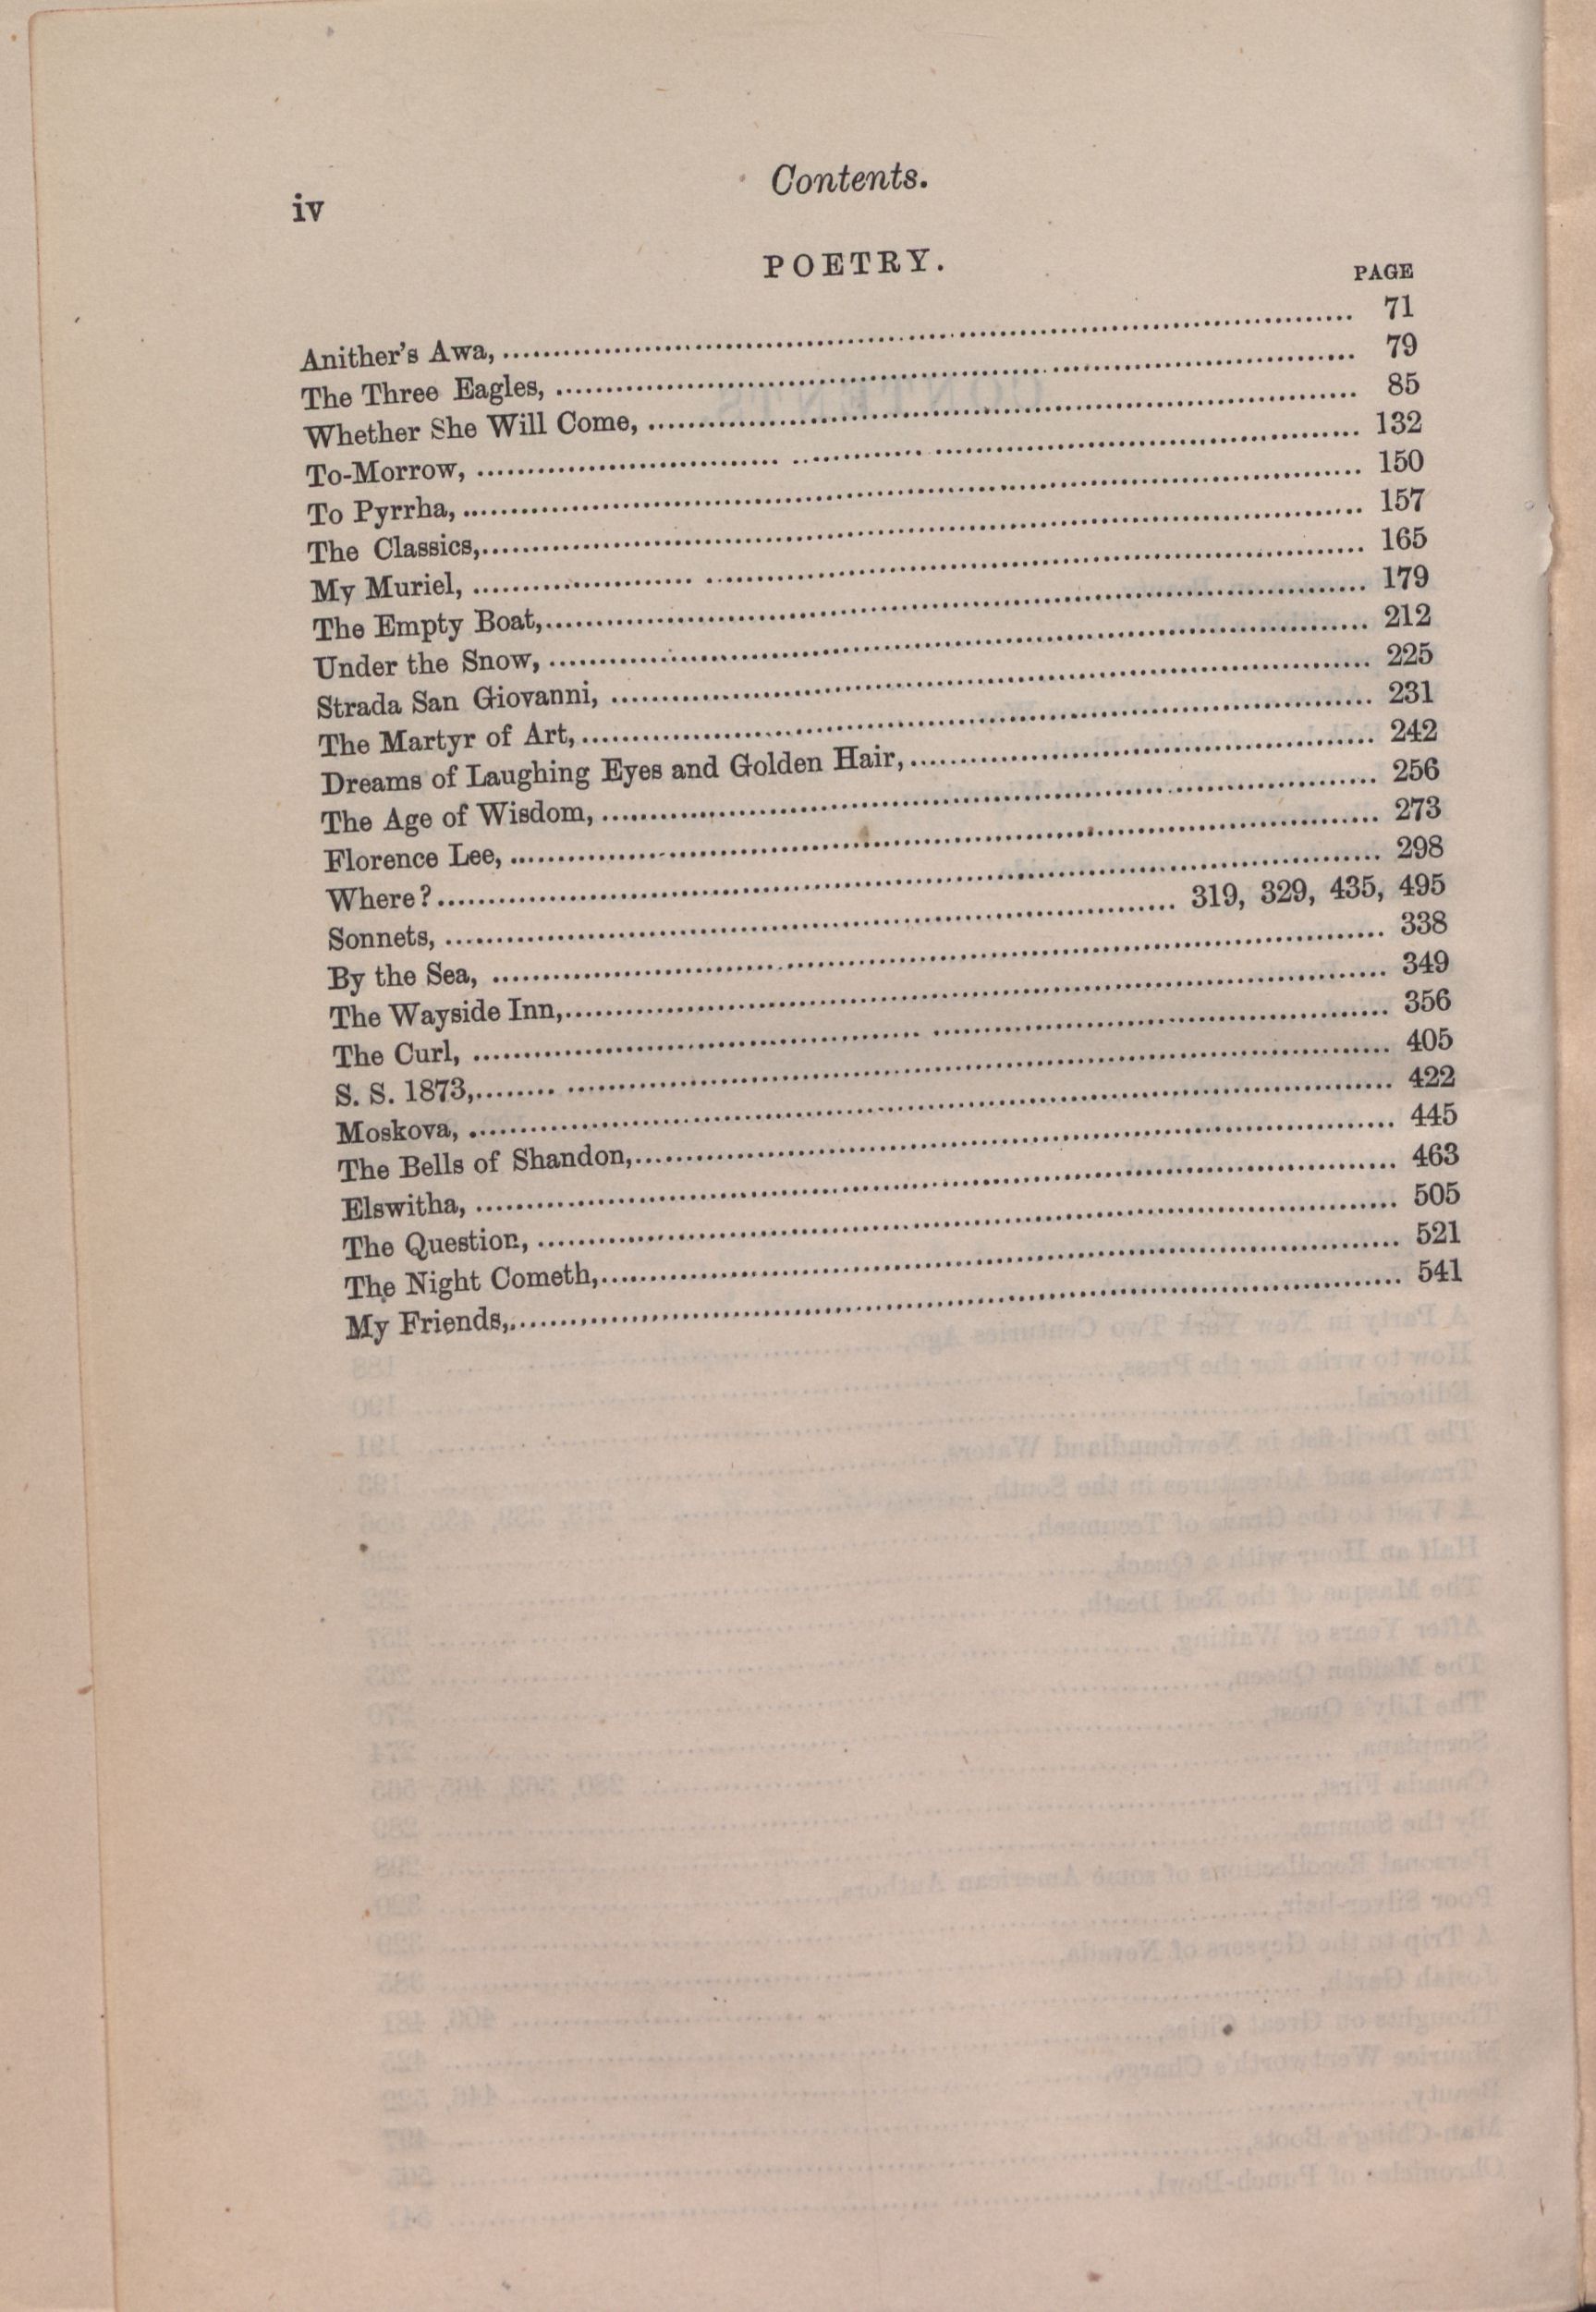 iv
Contents.
POETRY.
PAGE
Anither's Awa, 71
The Three Eagles, 79
Whether She Will Come, 85
To-Morrow, 132
To Pyrrha, 150
The Classics, 157
My Muriel, 165
The Empty Boat, 179
Under the Snow, 212
Strada San Giovanni, 225
The Martyr of Art, 231
Dreams of Laughing Eyes and Golden Hair, 242
The Age of Wisdom, 256
Florence Lee, 273
Where? 298
Sonnets, 319, 329, 435, 495
By the Sea, 338
The Wayside Inn, 349
The Curl, 356
S. S. 1873, 405
Moskova, 422
The Bells of Shandon, 445
Elswitha, 463
The Question, 505
The Night Cometh, 521
My Friends, 541